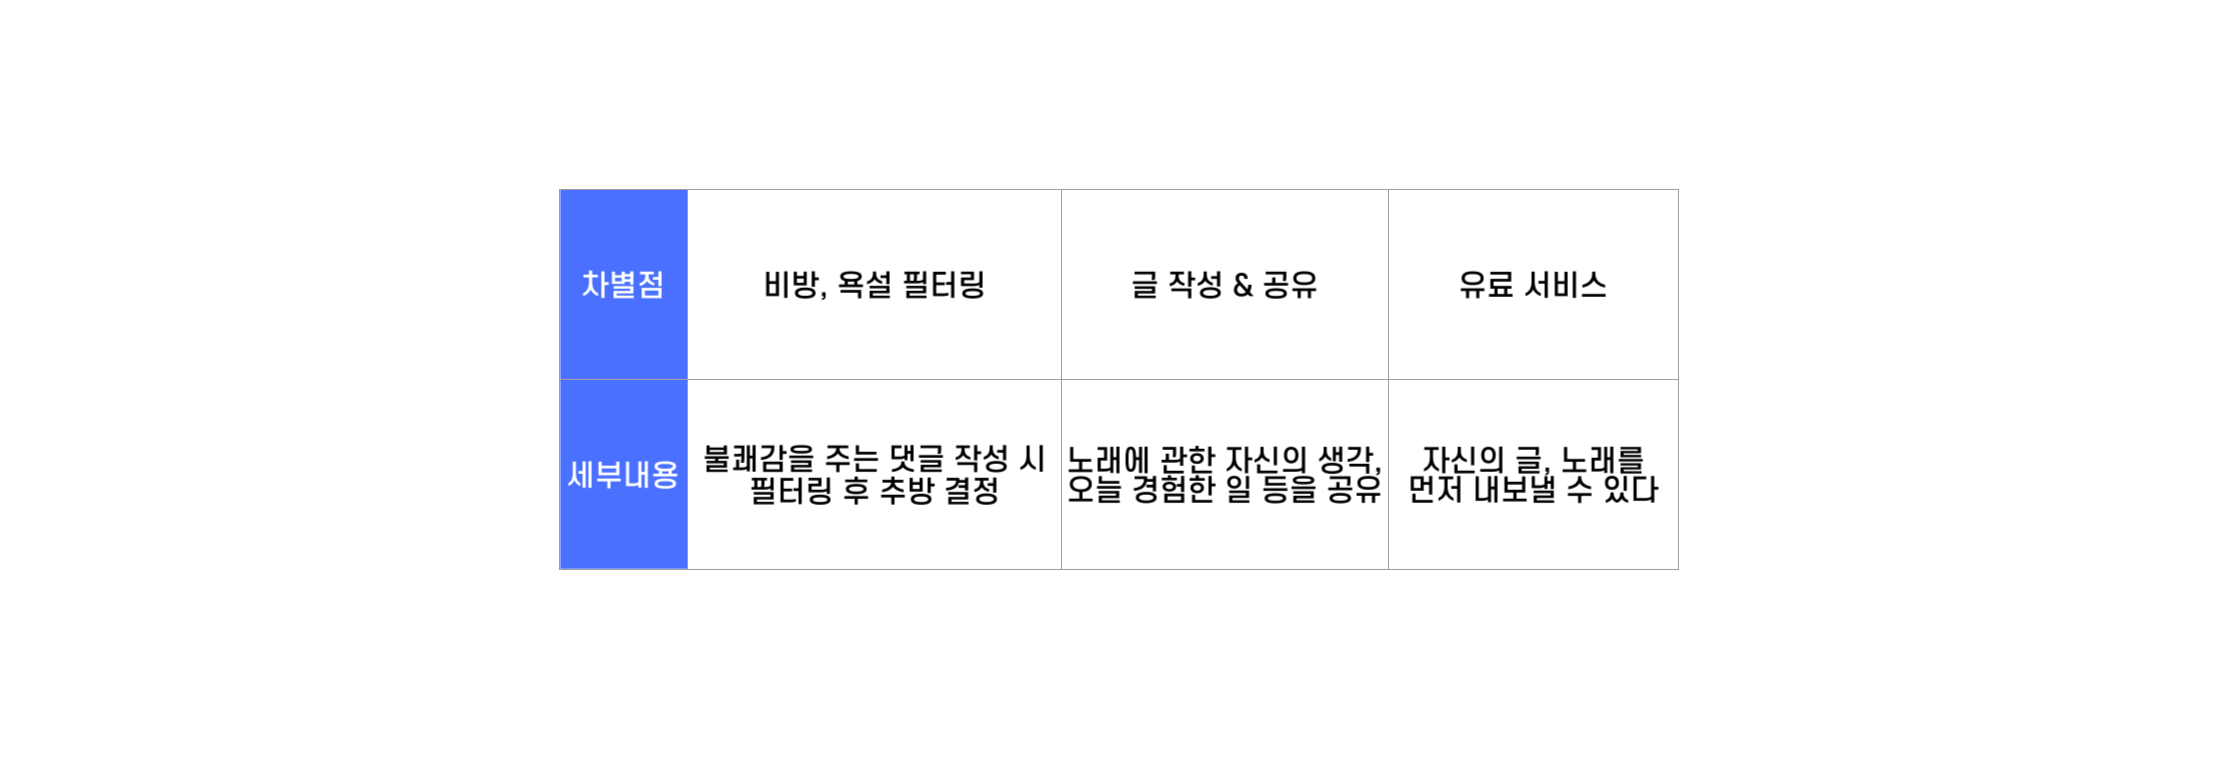 차별점
비방, 욕설 필터링
글 작성 & 공유
유료 서비스
세부내용
불쾌감을 주는 댓글 작성 시
필터링 후 추방 결정
노래에 관한 자신의 생각,
오늘 경험한 일 등을 공유
자신의 글, 노래를
먼저 내보낼 수 있다